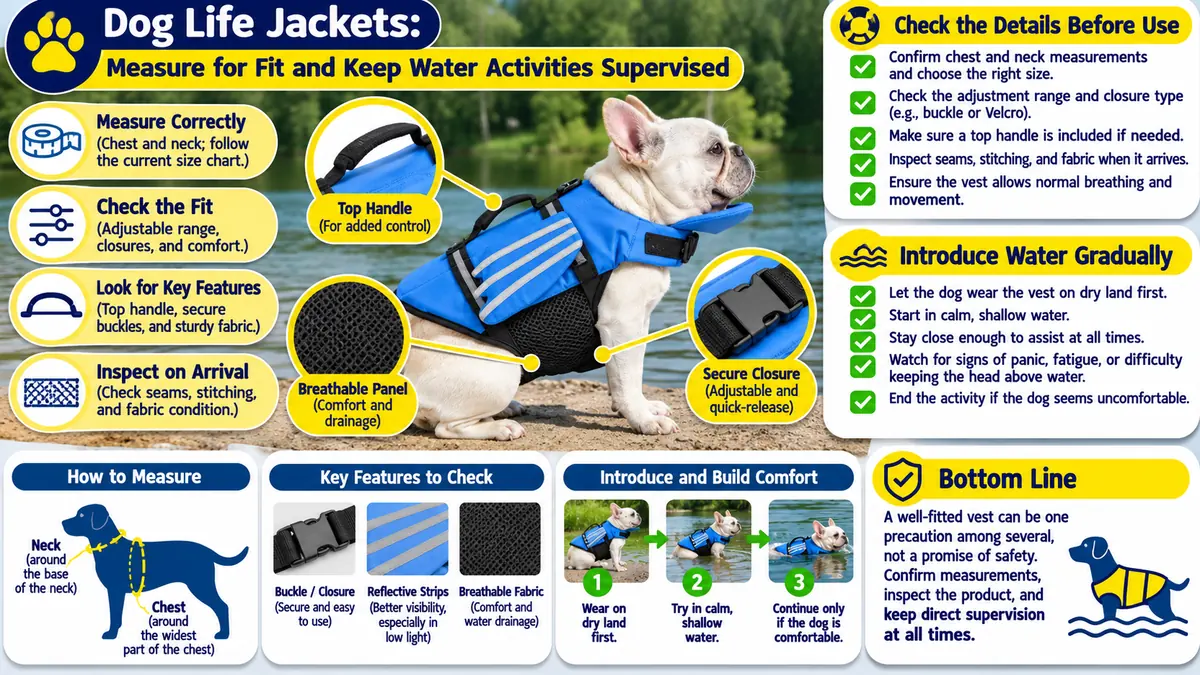 Dog Life Jackets:
Measure for Fit and Keep Water Activities Supervised
Measure Correctly
(Chest and neck; follow
the current size chart.)
Check the Fit
(Adjustable range,
closures, and comfort.)
Look for Key Features
(Top handle, secure
buckles, and sturdy fabric.)
Inspect on Arrival
(Check seams, stitching,
and fabric condition.)
Top Handle
(For added control)
Breathable Panel
(Comfort and
drainage)
Secure Closure
(Adjustable and
quick-release)
Check the Details Before Use
Confirm chest and neck measurements
and choose the right size.
Check the adjustment range and closure type
(e.g., buckle or Velcro).
Make sure a top handle is included if needed.
Inspect seams, stitching, and fabric when it arrives.
Ensure the vest allows normal breathing and
movement.
Introduce Water Gradually
Let the dog wear the vest on dry land first.
Start in calm, shallow water.
Stay close enough to assist at all times.
Watch for signs of panic, fatigue, or difficulty
keeping the head above water.
End the activity if the dog seems uncomfortable.
How to Measure
Neck
(around
the base
of the neck)
Chest
(around
the widest
part of the chest)
Key Features to Check
Buckle / Closure
(Secure and easy
to use)
Reflective Strips
(Better visibility,
especially in
low light)
Breathable Fabric
(Comfort and
water drainage)
Introduce and Build Comfort
1
Wear on
dry land
first.
2
Try in calm,
shallow
water.
3
Continue only
if the dog is
comfortable.
Bottom Line
A well-fitted vest can be one
precaution among several,
not a promise of safety.
Confirm measurements,
inspect the product, and
keep direct supervision
at all times.